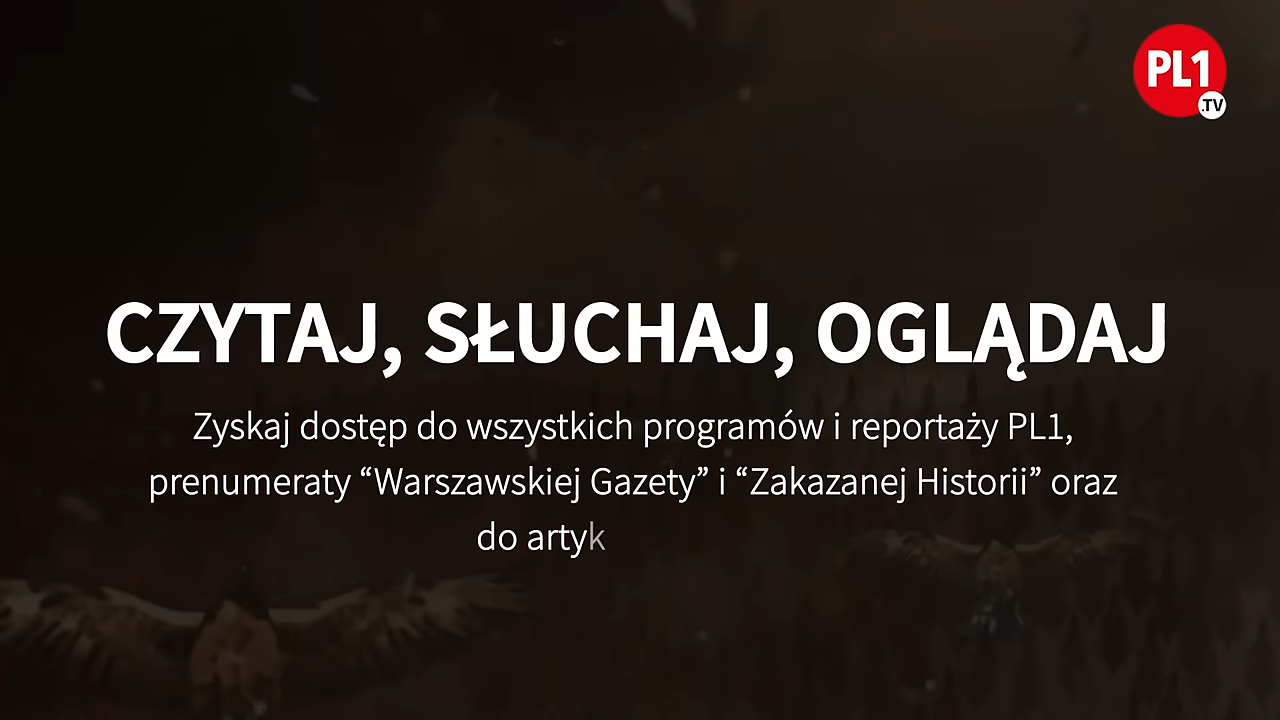 PL1
.TV
CZYTAJ, SŁUCHAJ, OGLĄDAJ
Zyskaj dostęp do wszystkich programów i reportaży PL1,
prenumeraty “Warszawskiej Gazety” i “Zakazanej Historii” oraz
do artyk